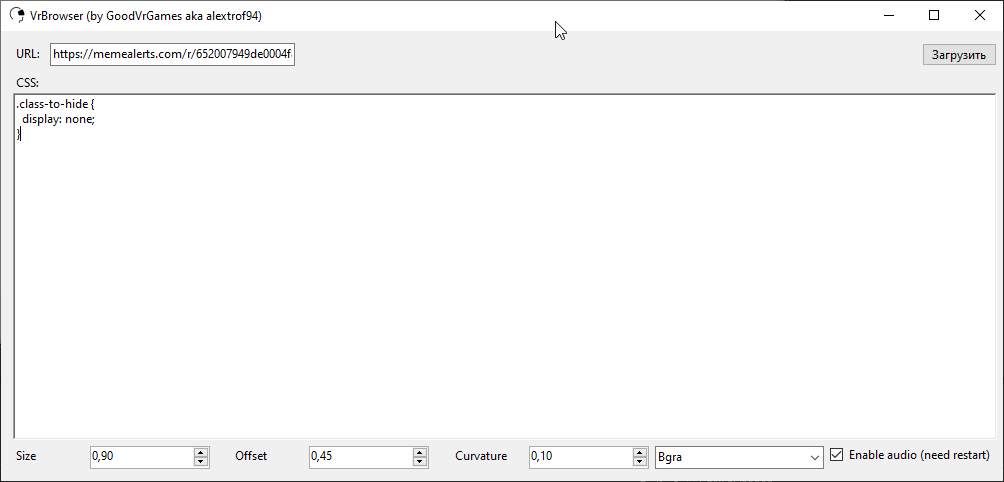 VrBrowser (by GoodVrGames aka alextrof94)
URL: https://memealerts.com/r/652007949de0004f Загрузить
CSS:
.class-to-hide {
display: none;
}
Size 0,90 Offset 0,45 Curvature 0,10 Bgra Enable audio (need restart)